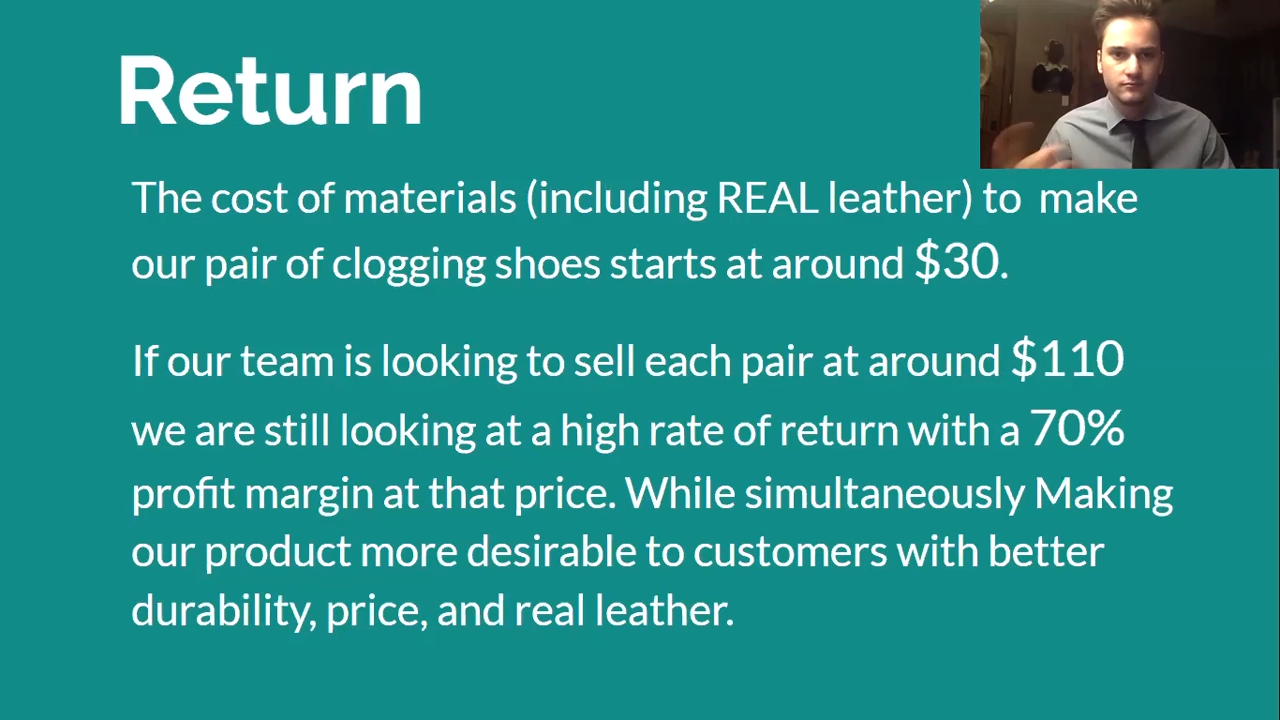 Return
The cost of materials (including REAL leather) to  make
our pair of clogging shoes starts at around $30.
If our team is looking to sell each pair at around $110
we are still looking at a high rate of return with a 70%
profit margin at that price. While simultaneously Making
our product more desirable to customers with better
durability, price, and real leather.